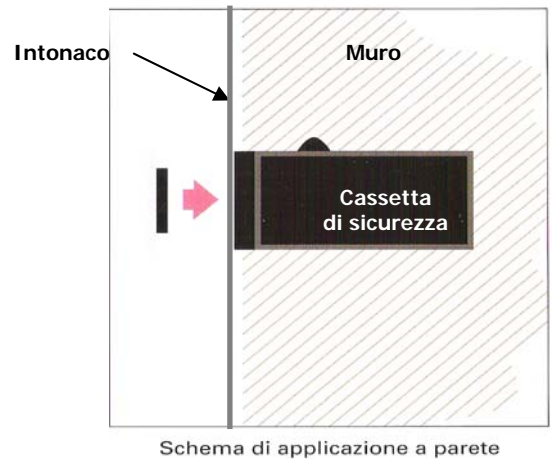 Intonaco
Muro
Cassetta
di sicurezza
Schema di applicazione a parete